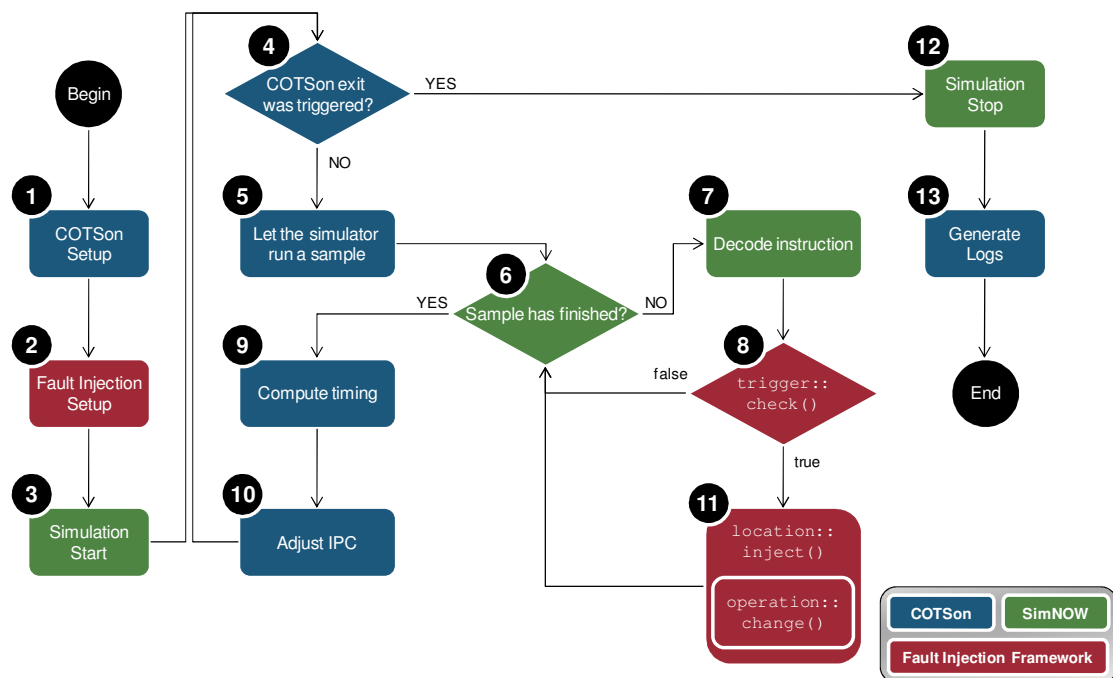 Begin
1
COTSon
Setup
2
Fault Injection
Setup
3
Simulation
Start
4
COTSon exit
was triggered?
YES
NO
5
Let the simulator
run a sample
6
Sample has finished?
YES
NO
7
Decode instruction
8
trigger::
check()
false
true
9
Compute timing
10
Adjust IPC
11
location::
inject()
operation::
change()
12
Simulation
Stop
13
Generate
Logs
End
COTSon
SimNOW
Fault Injection Framework